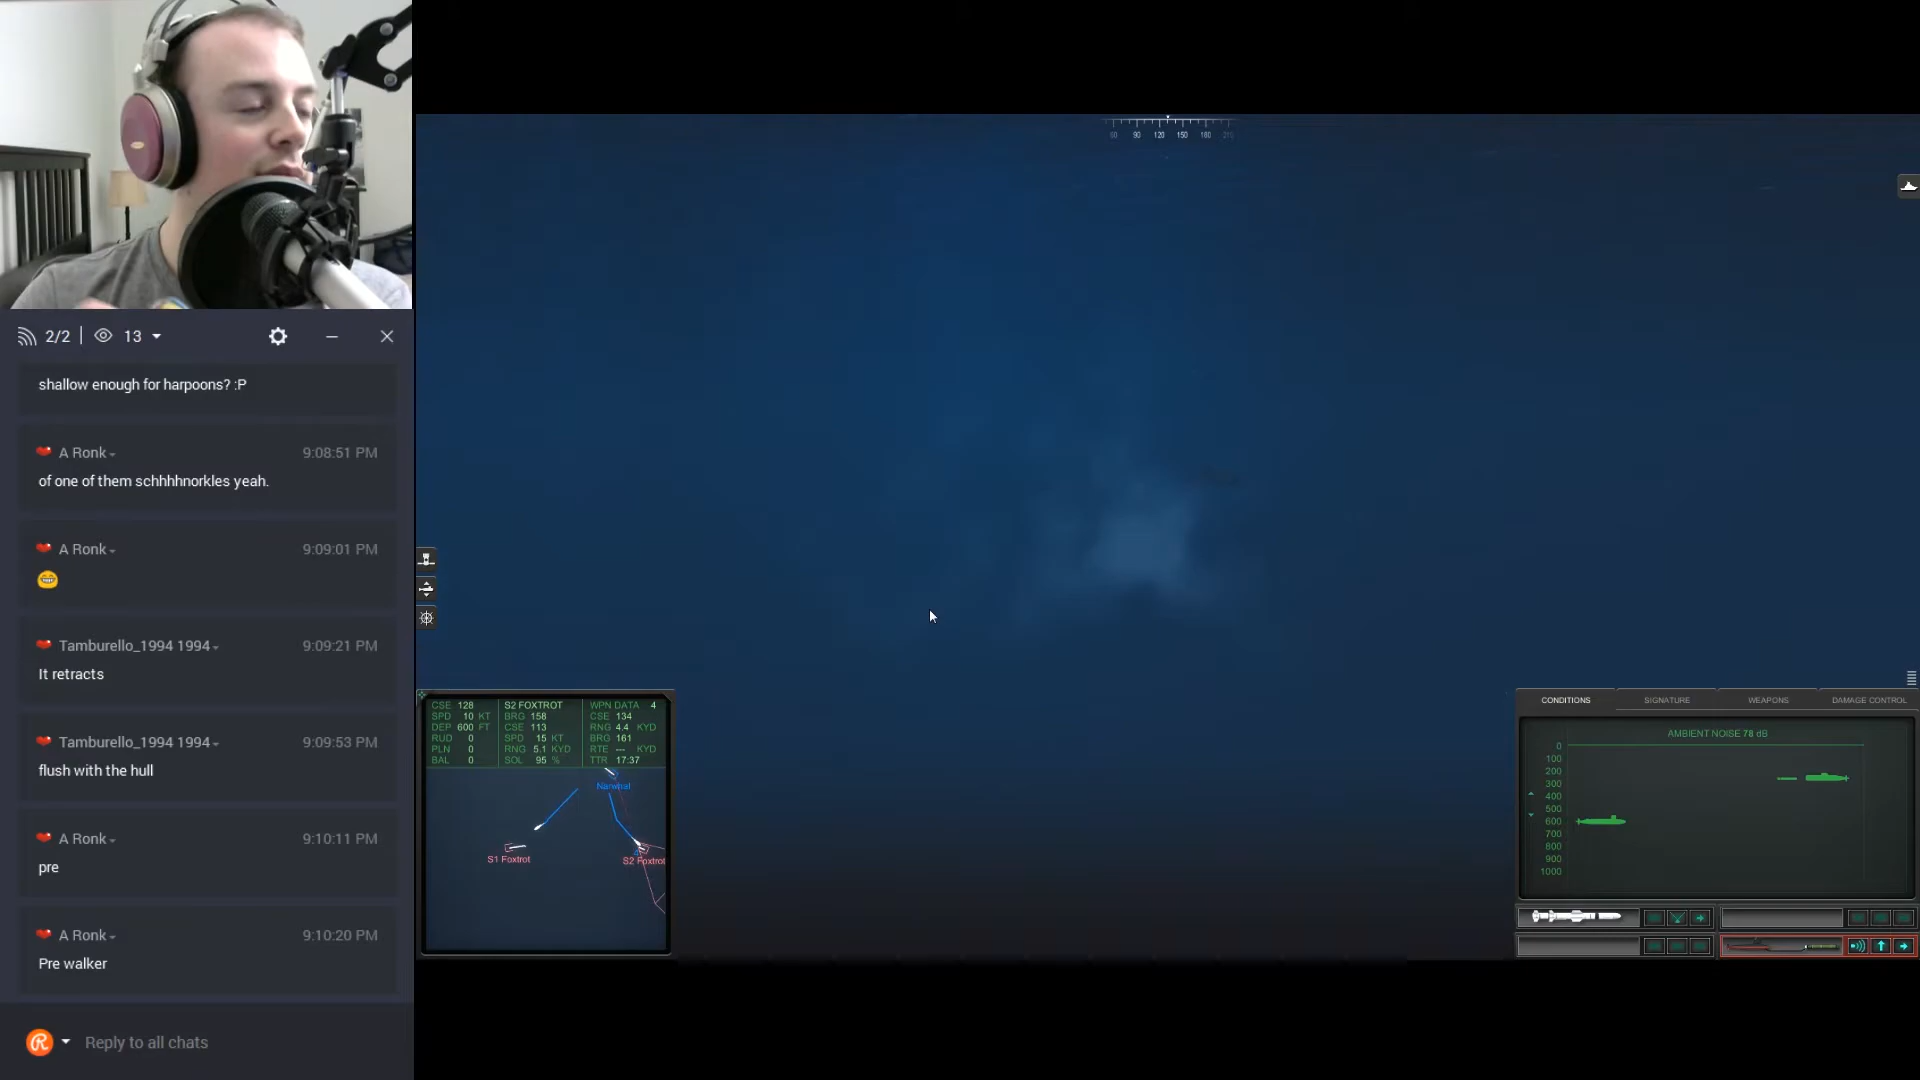 2/2 13
shallow enough for harpoons? :P
A Ronk 9:08:51 PM
of one of them schhhhnorkles yeah.
A Ronk 9:09:01 PM
Tamburello_1994 1994 9:09:21 PM
It retracts
Tamburello_1994 1994 9:09:53 PM
flush with the hull
A Ronk 9:10:11 PM
pre
A Ronk 9:10:20 PM
Pre walker
Reply to all chats
60 90 120 150 180 210
CSE 128
SPD 10 KT
DEP 600 FT
RUD 0
PLN 0
BAL 0
S2 FOXTROT
BRG 158
CSE 113
SPD 15 KT
RNG 5.1 KYD
SOL 95 %
WPN DATA 4
CSE 134
RNG 4.4 KYD
BRG 161
RTE --- KYD
TTR 17:37
Narwhal
S1 Foxtrot
S2 Foxtrot
CONDITIONS SIGNATURE WEAPONS DAMAGE CONTROL
AMBIENT NOISE 78 dB
0
100
200
300
400
500
600
700
800
900
1000